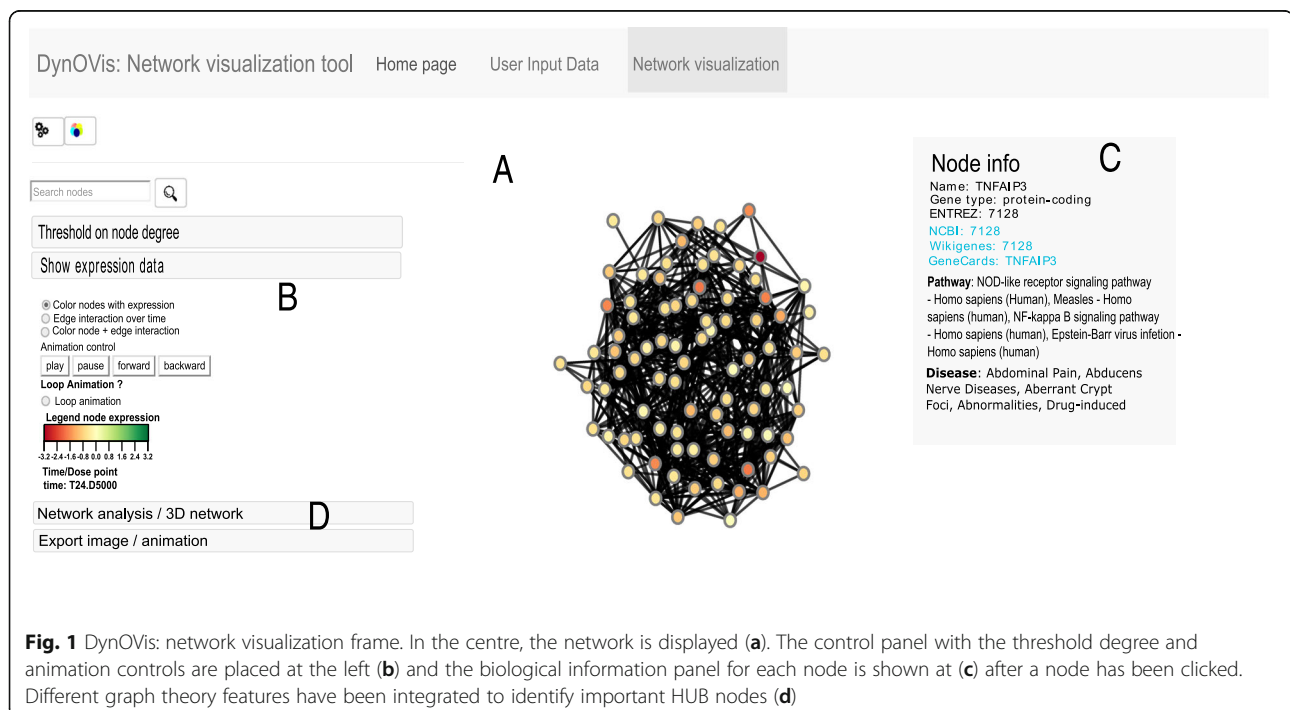 DynOVis: Network visualization tool Home page User Input Data Network visualization
A
Search nodes
Threshold on node degree
Show expression data
B
Color nodes with expression
Edge interaction over time
Color node + edge interaction
Animation control
play pause forward backward
Loop Animation ?
Loop animation
Legend node expression
-3.2 -2.4 -1.6 -0.8 0.0 0.8 1.6 2.4 3.2
Time/Dose point
time: T24.D5000
Network analysis / 3D network
D
Export image / animation
Node info
C
Name: TNFAIP3
Gene type: protein-coding
ENTREZ: 7128
NCBI: 7128
Wikigenes: 7128
GeneCards: TNFAIP3
Pathway: NOD-like receptor signaling pathway
- Homo sapiens (Human), Measles - Homo
sapiens (human), NF-kappa B signaling pathway
- Homo sapiens (human), Epstein-Barr virus infetion -
Homo sapiens (human)
Disease: Abdominal Pain, Abducens
Nerve Diseases, Aberrant Crypt
Foci, Abnormalities, Drug-induced
Fig. 1 DynOVis: network visualization frame. In the centre, the network is displayed (a). The control panel with the threshold degree and
animation controls are placed at the left (b) and the biological information panel for each node is shown at (c) after a node has been clicked.
Different graph theory features have been integrated to identify important HUB nodes (d)